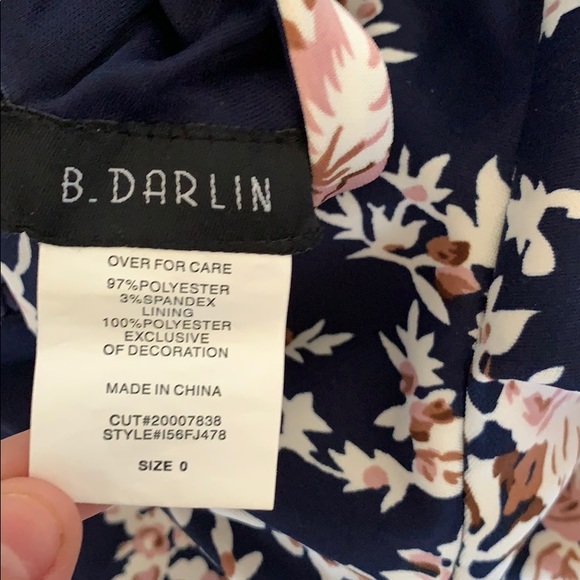 B. DARLIN
OVER FOR CARE
97%POLYESTER
3%SPANDEX
LINING
100%POLYESTER
EXCLUSIVE
OF DECORATION
MADE IN CHINA
CUT#20007838
STYLE#I56FJ478
SIZE 0